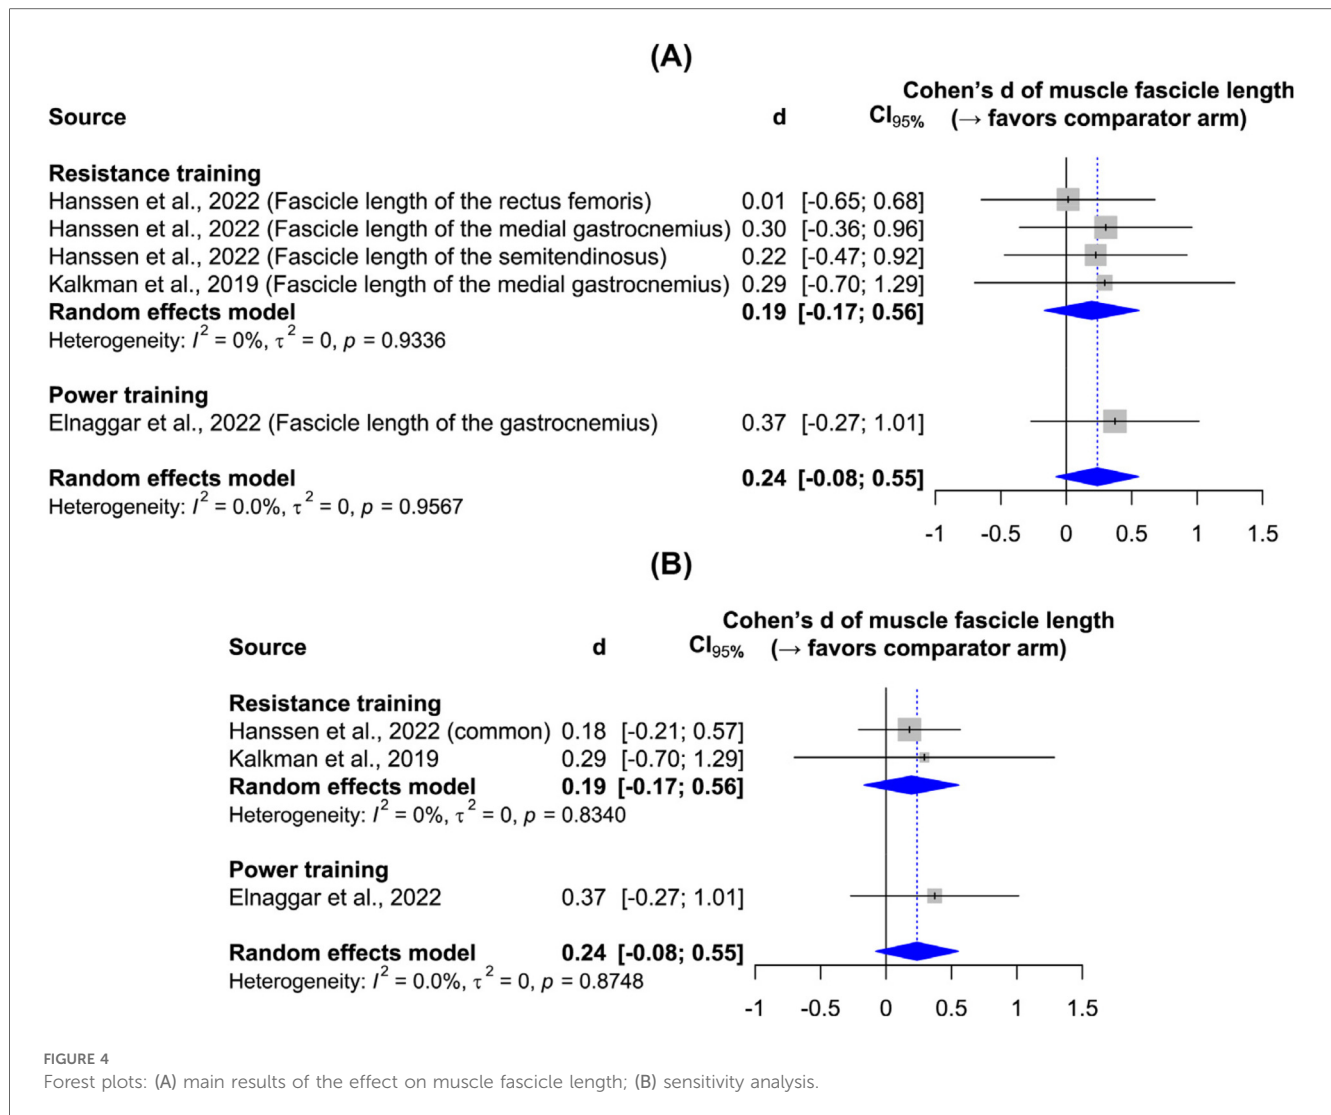 (A)
Cohen's d of muscle fascicle length
Source d CI95% (→ favors comparator arm)
Resistance training
Hanssen et al., 2022 (Fascicle length of the rectus femoris) 0.01 [-0.65; 0.68]
Hanssen et al., 2022 (Fascicle length of the medial gastrocnemius) 0.30 [-0.36; 0.96]
Hanssen et al., 2022 (Fascicle length of the semitendinosus) 0.22 [-0.47; 0.92]
Kalkman et al., 2019 (Fascicle length of the medial gastrocnemius) 0.29 [-0.70; 1.29]
Random effects model 0.19 [-0.17; 0.56]
Heterogeneity: I² = 0%, τ² = 0, p = 0.9336
Power training
Elnaggar et al., 2022 (Fascicle length of the gastrocnemius) 0.37 [-0.27; 1.01]
Random effects model 0.24 [-0.08; 0.55]
Heterogeneity: I² = 0.0%, τ² = 0, p = 0.9567
-1 -0.5 0 0.5 1 1.5
(B)
Cohen's d of muscle fascicle length
Source d CI95% (→ favors comparator arm)
Resistance training
Hanssen et al., 2022 (common) 0.18 [-0.21; 0.57]
Kalkman et al., 2019 0.29 [-0.70; 1.29]
Random effects model 0.19 [-0.17; 0.56]
Heterogeneity: I² = 0%, τ² = 0, p = 0.8340
Power training
Elnaggar et al., 2022 0.37 [-0.27; 1.01]
Random effects model 0.24 [-0.08; 0.55]
Heterogeneity: I² = 0.0%, τ² = 0, p = 0.8748
-1 -0.5 0 0.5 1 1.5
FIGURE 4
Forest plots: (A) main results of the effect on muscle fascicle length; (B) sensitivity analysis.